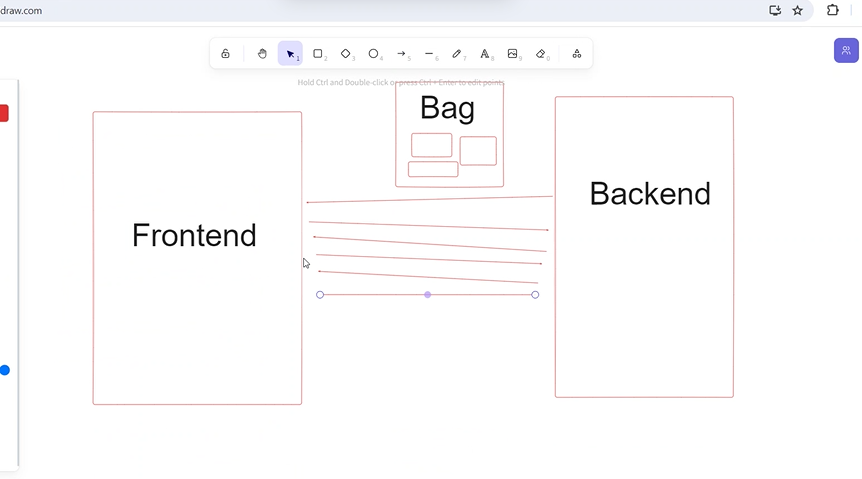 draw.com
1
2
3
4
5
6
7
8
9
0
Hold Ctrl and Double-click or press Ctrl + Enter to edit points
Bag
Backend
Frontend